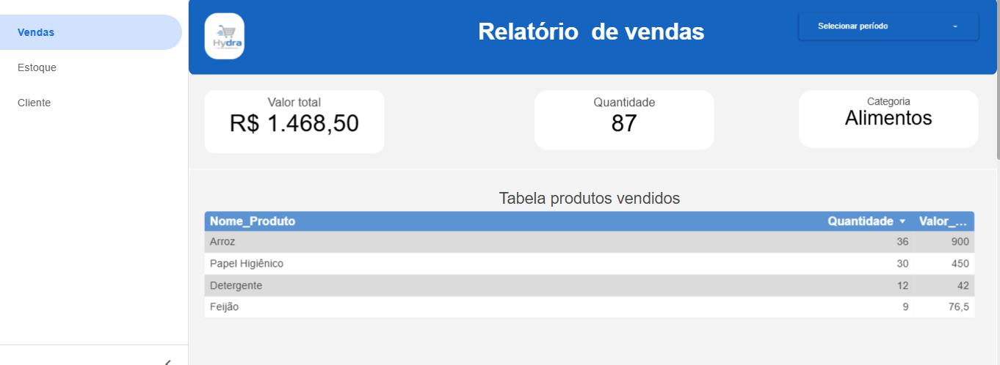 Vendas
Estoque
Cliente
Hydra
Relatório de vendas
Selecionar período
Valor total
R$ 1.468,50
Quantidade
87
Categoria
Alimentos
Tabela produtos vendidos
Nome_Produto Quantidade Valor_...
Arroz 36 900
Papel Higiênico 30 450
Detergente 12 42
Feijão 9 76,5